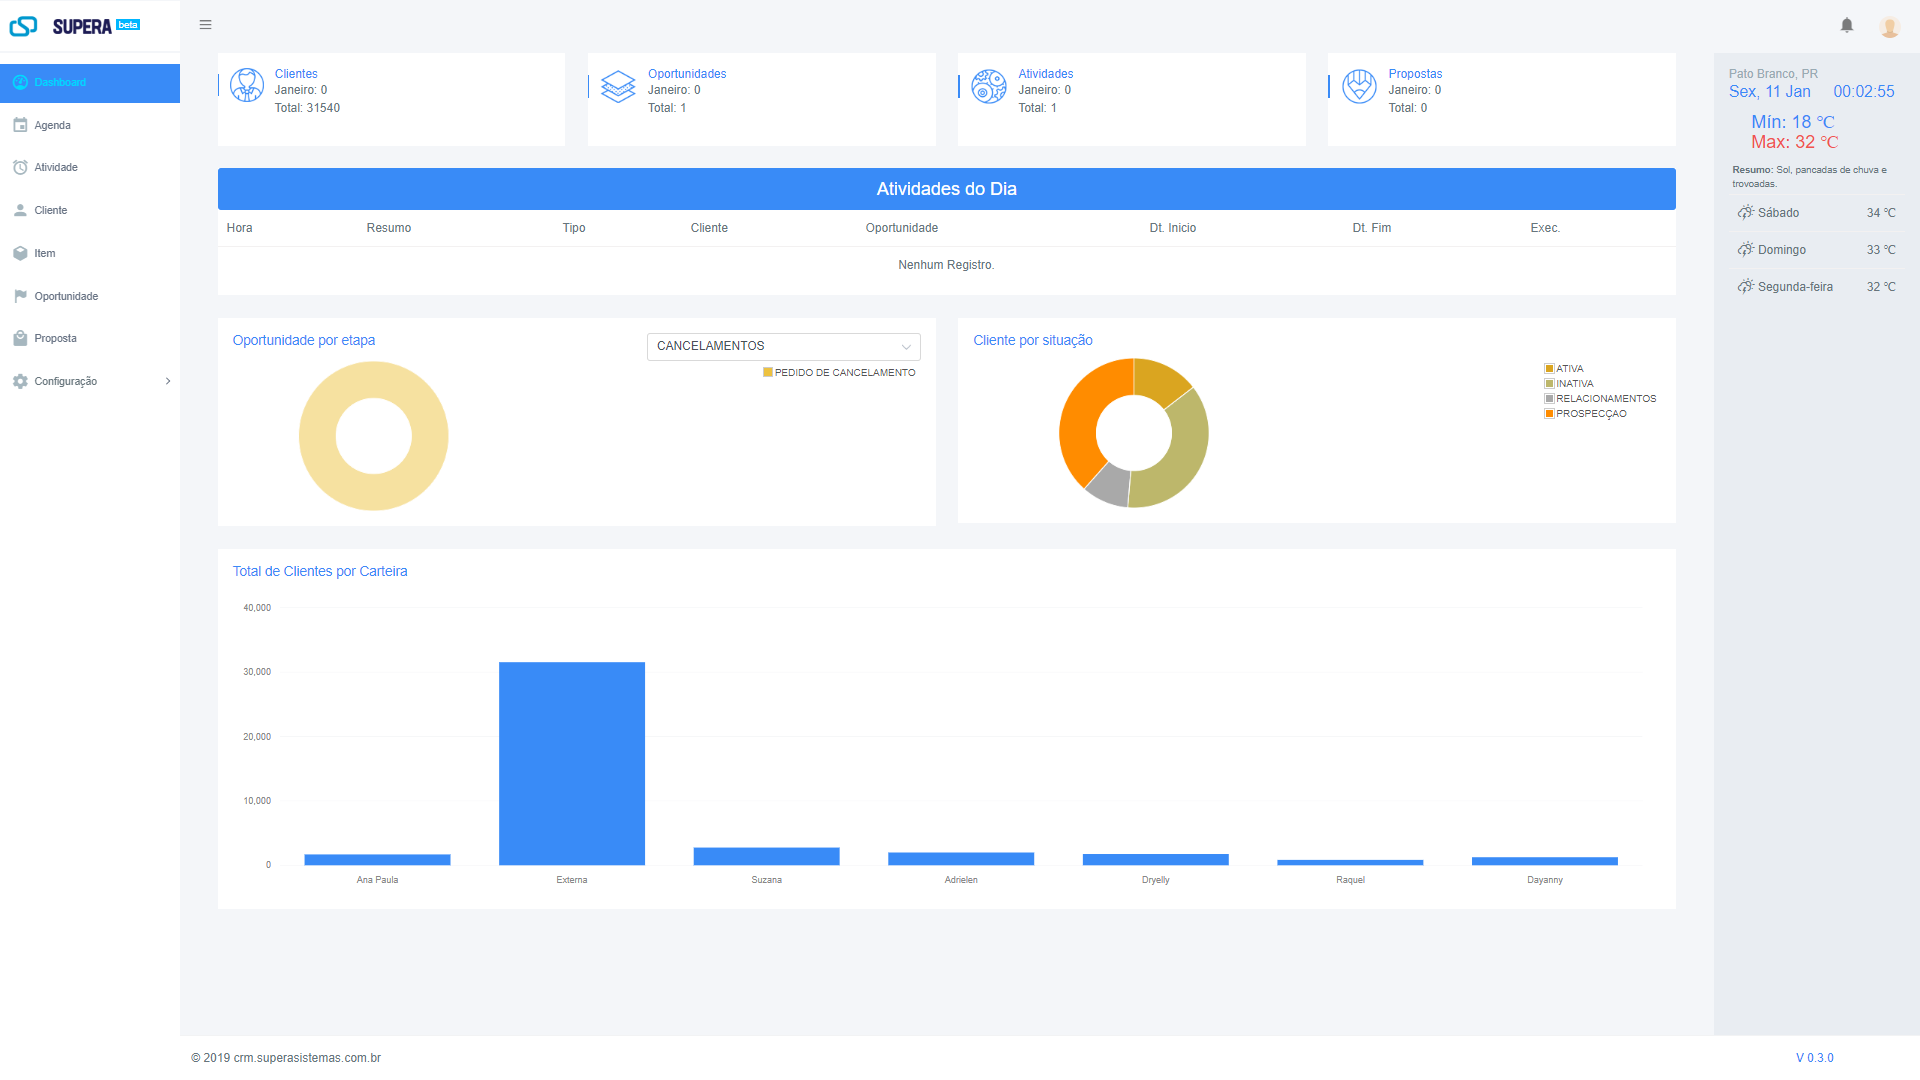 SUPERA beta
Dashboard
Agenda
Atividade
Cliente
Item
Oportunidade
Proposta
Configuração
Clientes
Janeiro: 0
Total: 31540
Oportunidades
Janeiro: 0
Total: 1
Atividades
Janeiro: 0
Total: 1
Propostas
Janeiro: 0
Total: 0
Atividades do Dia
Hora Resumo Tipo Cliente Oportunidade Dt. Inicio Dt. Fim Exec.
Nenhum Registro.
Oportunidade por etapa
CANCELAMENTOS
PEDIDO DE CANCELAMENTO
Cliente por situação
ATIVA
INATIVA
RELACIONAMENTOS
PROSPECÇAO
Total de Clientes por Carteira
40,000
30,000
20,000
10,000
0
Ana Paula Externa Suzana Adrielen Dryelly Raquel Dayanny
Pato Branco, PR
Sex, 11 Jan 00:02:55
Mín: 18 °C
Max: 32 °C
Resumo: Sol, pancadas de chuva e
trovoadas.
Sábado 34 °C
Domingo 33 °C
Segunda-feira 32 °C
© 2019 crm.superasistemas.com.br
V 0.3.0